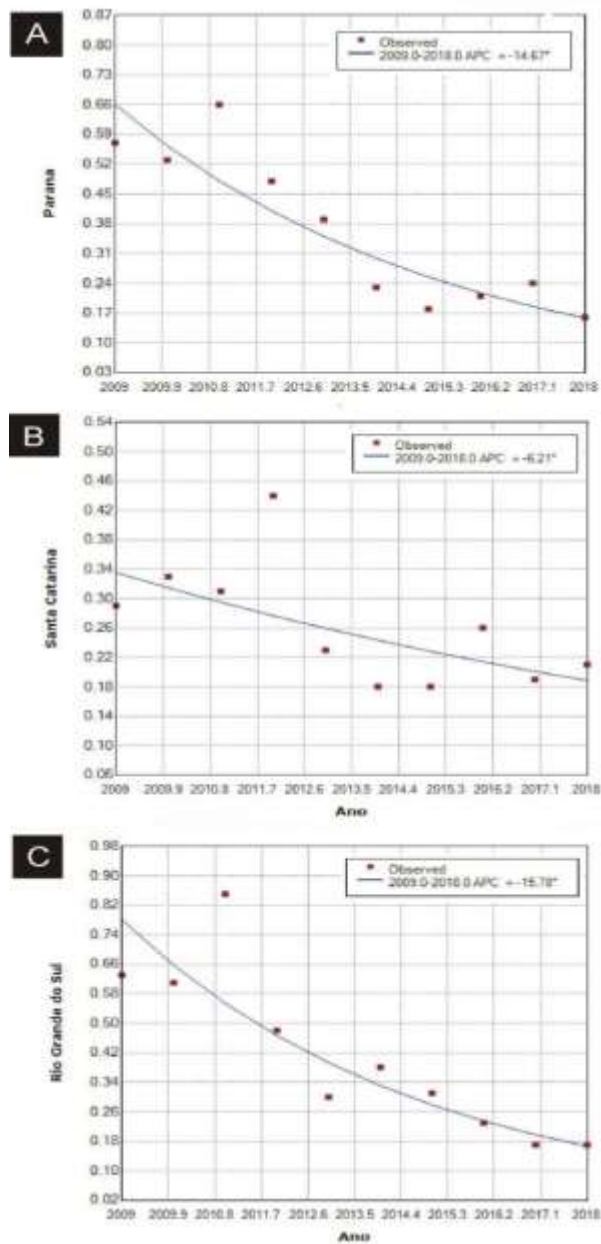 A
0.87
0.80
0.73
0.66
0.59
0.52
0.45
0.38
0.31
0.24
0.17
0.10
0.03
Parana
Observed
2009.0-2018.0 APC = -14.67*
2009 2009.9 2010.8 2011.7 2012.6 2013.5 2014.4 2015.3 2016.2 2017.1 2018
B
0.54
0.50
0.46
0.42
0.38
0.34
0.30
0.26
0.22
0.18
0.14
0.10
0.06
Santa Catarina
Observed
2009.0-2018.0 APC = -6.21*
2009 2009.9 2010.8 2011.7 2012.6 2013.5 2014.4 2015.3 2016.2 2017.1 2018
Ano
C
0.98
0.90
0.82
0.74
0.66
0.58
0.50
0.42
0.34
0.26
0.18
0.10
0.02
Rio Grande do Sul
Observed
2009.0-2018.0 APC = -15.78*
2009 2009.9 2010.8 2011.7 2012.6 2013.5 2014.4 2015.3 2016.2 2017.1 2018
Ano